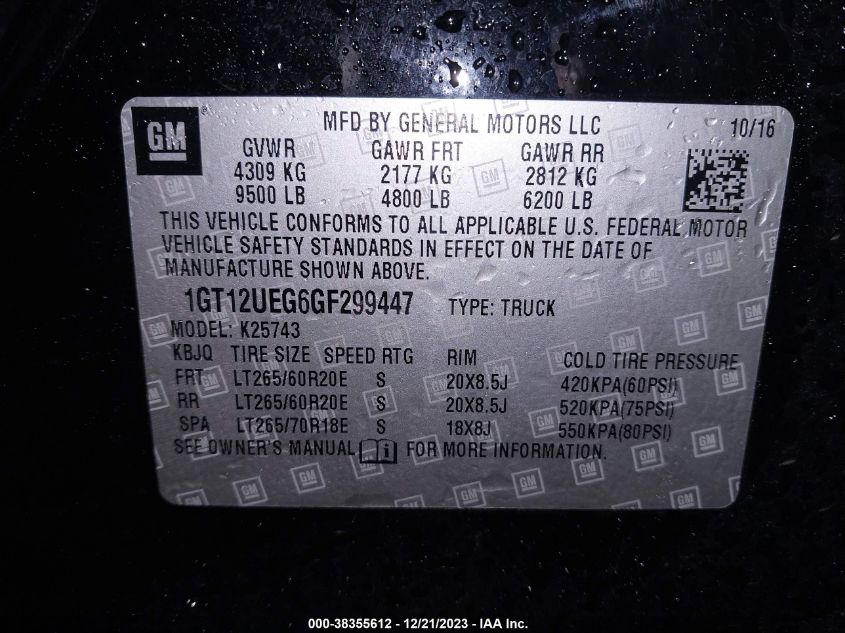 GM MFD BY GENERAL MOTORS LLC 10/16
GVWR GAWR FRT GAWR RR
4309 KG 2177 KG 2812 KG
9500 LB 4800 LB 6200 LB
THIS VEHICLE CONFORMS TO ALL APPLICABLE U.S. FEDERAL MOTOR
VEHICLE SAFETY STANDARDS IN EFFECT ON THE DATE OF
MANUFACTURE SHOWN ABOVE.
1GT12UEG6GF299447 TYPE: TRUCK
MODEL: K25743
KBJQ TIRE SIZE SPEED RTG RIM COLD TIRE PRESSURE
FRT LT265/60R20E S 20X8.5J 420KPA(60PSI)
RR LT265/60R20E S 20X8.5J 520KPA(75PSI)
SPA LT265/70R18E S 18X8J 550KPA(80PSI)
SEE OWNER'S MANUAL i FOR MORE INFORMATION.
000-38355612 - 12/21/2023 - IAA Inc.